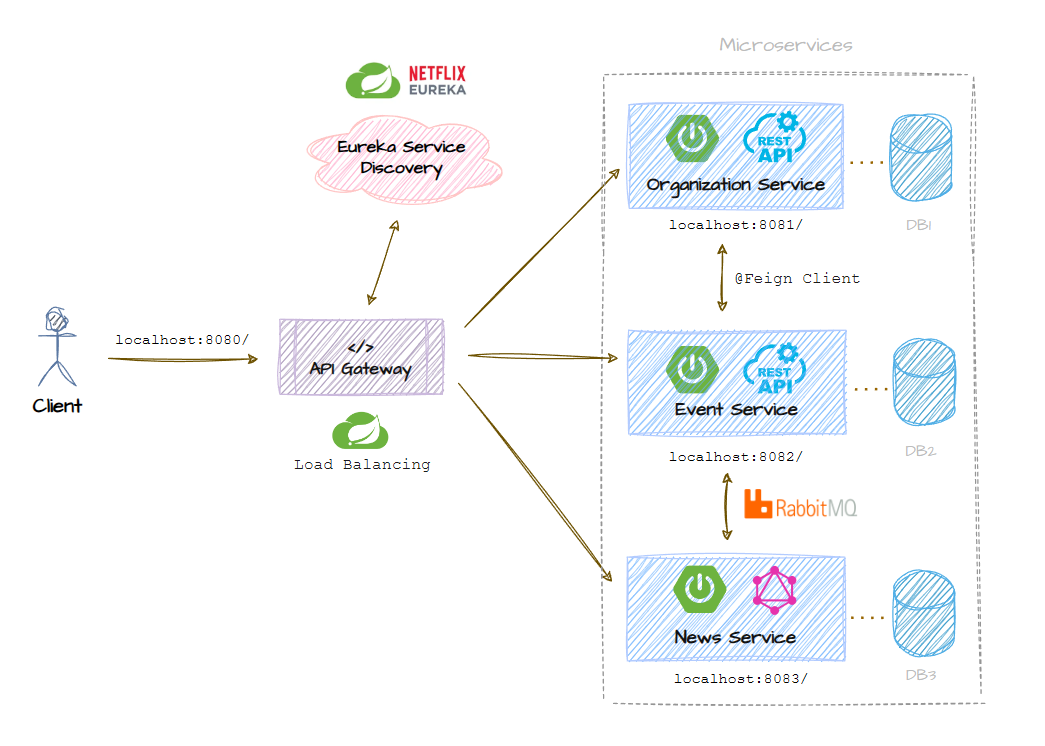 Microservices
NETFLIX
EUREKA
Eureka Service
Discovery
REST
API
Organization Service
localhost:8081/
DB1
@Feign Client
localhost:8080/
</>
API Gateway
Client
Load Balancing
REST
API
Event Service
localhost:8082/
DB2
RabbitMQ
News Service
localhost:8083/
DB3